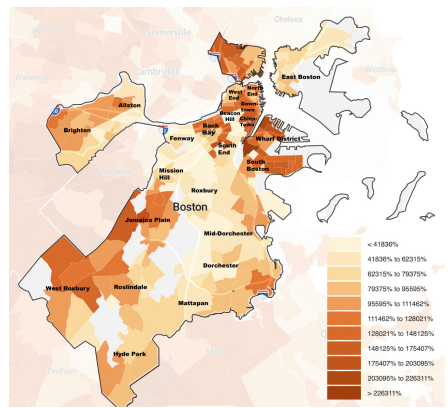 Chelsea
Somerville
Winthrop
Cambridge
East Boston
West
End
North
End
Allston
Down-
town
Beacon
Hill
China-
Town
Brighton
Back
Bay
Fenway
Wharf District
South
End
South
Boston
Mission
Hill
Roxbury
Boston
Jamaica Plain
Mid-Dorchester
Dorchester
West Roxbury
Roslindale
Mattapan
Hyde Park
Dedham
< 41836%
41836% to 62315%
62315% to 79375%
79375% to 95595%
95595% to 111462%
111462% to 128021%
128021% to 148125%
148125% to 175407%
175407% to 203095%
203095% to 226311%
> 226311%